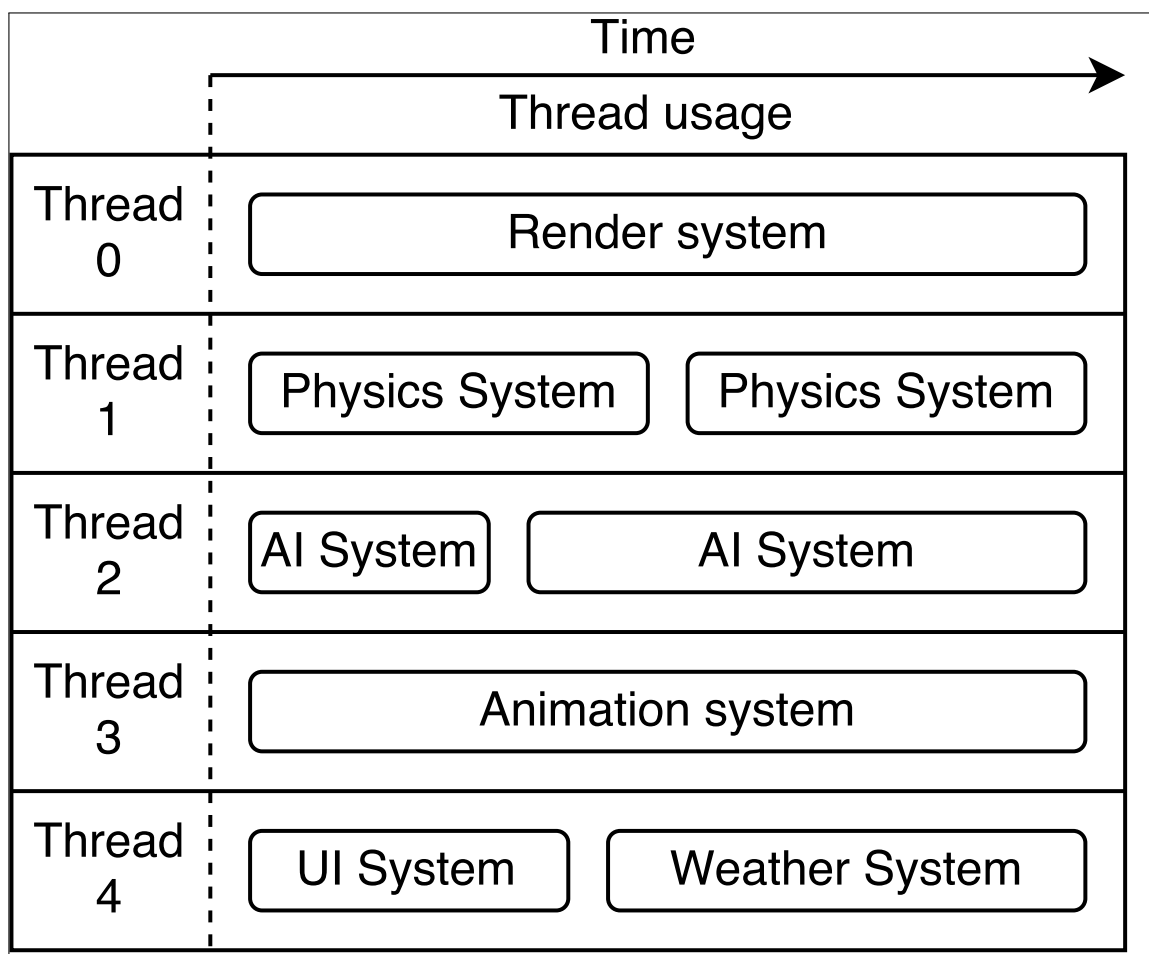 Time
Thread usage
Thread
0
Render system
Thread
1
Physics System
Physics System
Thread
2
AI System
AI System
Thread
3
Animation system
Thread
4
UI System
Weather System